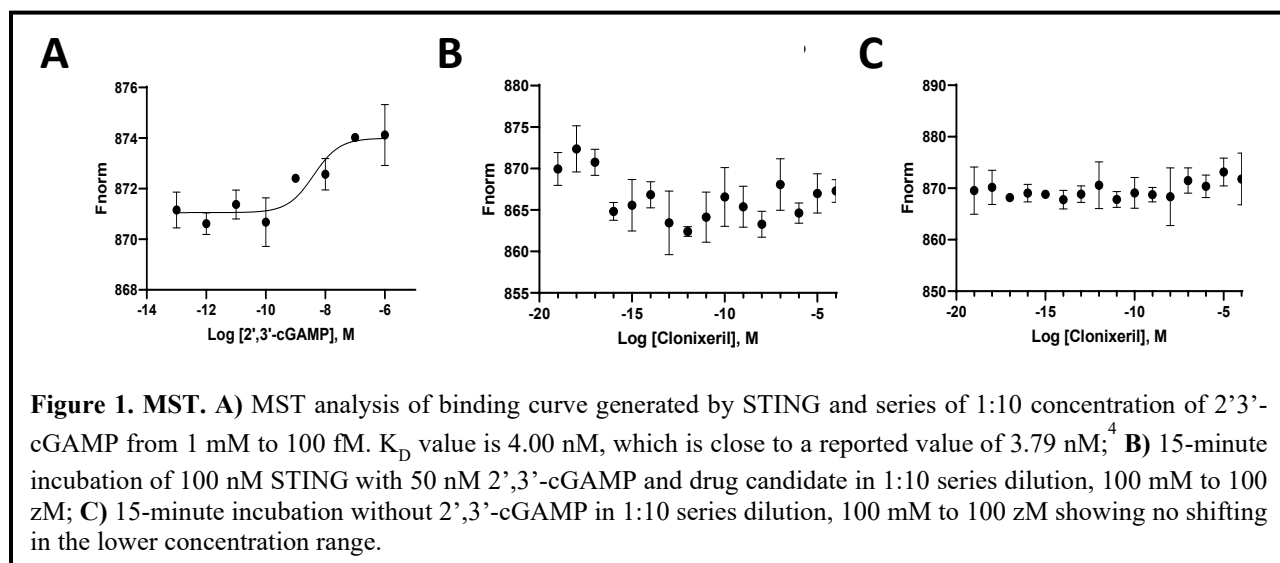 A
B
C
876
874
872
870
868
Fnorm
-14 -12 -10 -8 -6
Log [2',3'-cGAMP], M
880
875
870
865
860
855
Fnorm
-20 -15 -10 -5
Log [Clonixeril], M
890
880
870
860
850
Fnorm
-20 -15 -10 -5
Log [Clonixeril], M
Figure 1. MST. A) MST analysis of binding curve generated by STING and series of 1:10 concentration of 2’3’-
cGAMP from 1 mM to 100 fM. KD value is 4.00 nM, which is close to a reported value of 3.79 nM;4 B) 15-minute
incubation of 100 nM STING with 50 nM 2’,3’-cGAMP and drug candidate in 1:10 series dilution, 100 mM to 100
zM; C) 15-minute incubation without 2’,3’-cGAMP in 1:10 series dilution, 100 mM to 100 zM showing no shifting
in the lower concentration range.